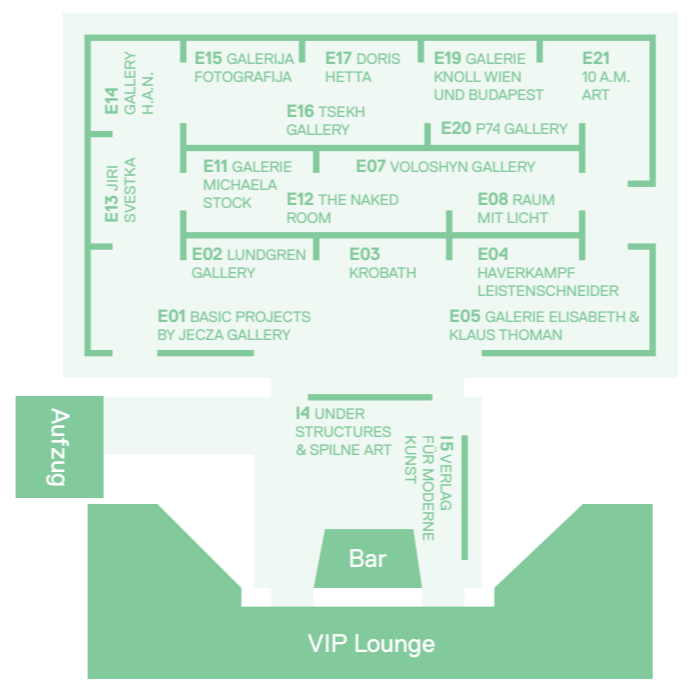 E14
GALLERY
H.A.N.
E15 GALERIJA
FOTOGRAFIJA
E17 DORIS
HETTA
E19 GALERIE
KNOLL WIEN
UND BUDAPEST
E21
10 A.M.
ART
E16 TSEKH
GALLERY
E20 P74 GALLERY
E13 JIRI
SVESTKA
E11 GALERIE
MICHAELA
STOCK
E07 VOLOSHYN GALLERY
E12 THE NAKED
ROOM
E08 RAUM
MIT LICHT
E02 LUNDGREN
GALLERY
E03
KROBATH
E04
HAVERKAMPF
LEISTENSCHNEIDER
E01 BASIC PROJECTS
BY JECZA GALLERY
E05 GALERIE ELISABETH &
KLAUS THOMAN
Aufzug
I4 UNDER
STRUCTURES
& SPILNE ART
I5 VERLAG
FÜR MODERNE
KUNST
Bar
VIP Lounge